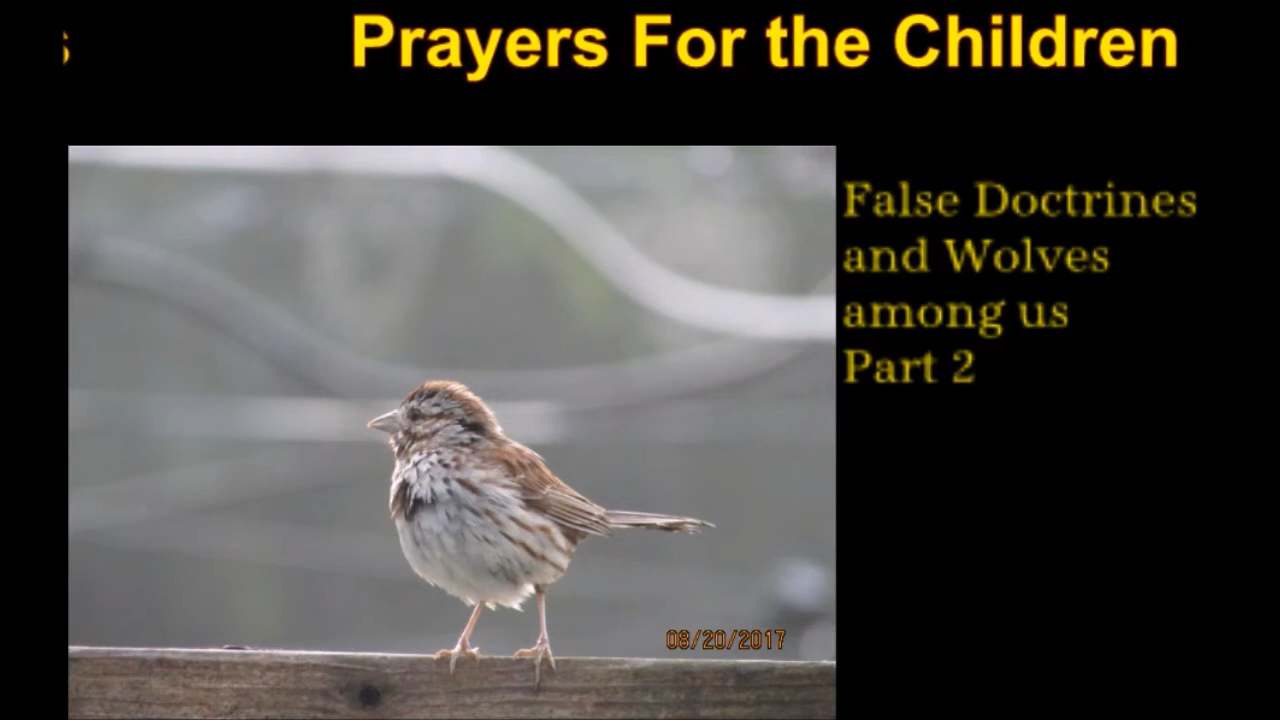 Prayers For the Children
False Doctrines
and Wolves
among us
Part 2
08/20/2017